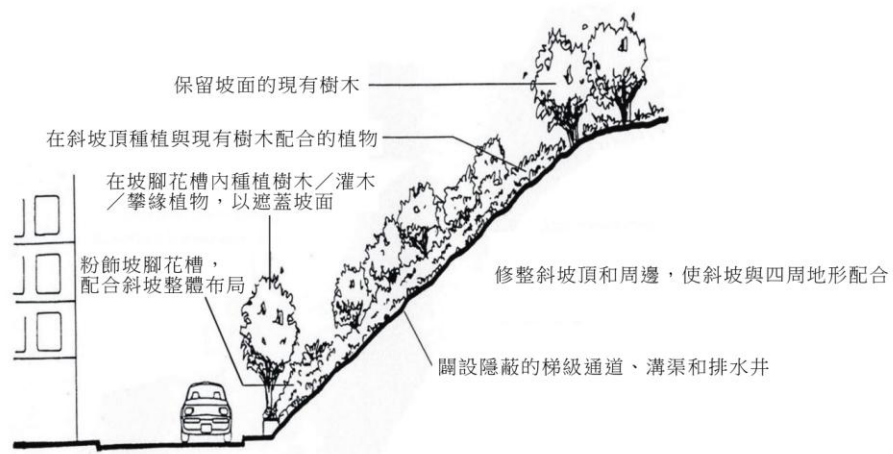 保留坡面的現有樹木
在斜坡頂種植與現有樹木配合的植物
在坡腳花槽內種植樹木／灌木
／攀緣植物，以遮蓋坡面
粉飾坡腳花槽，
配合斜坡整體布局
修整斜坡頂和周邊，使斜坡與四周地形配合
闢設隱蔽的梯級通道、溝渠和排水井